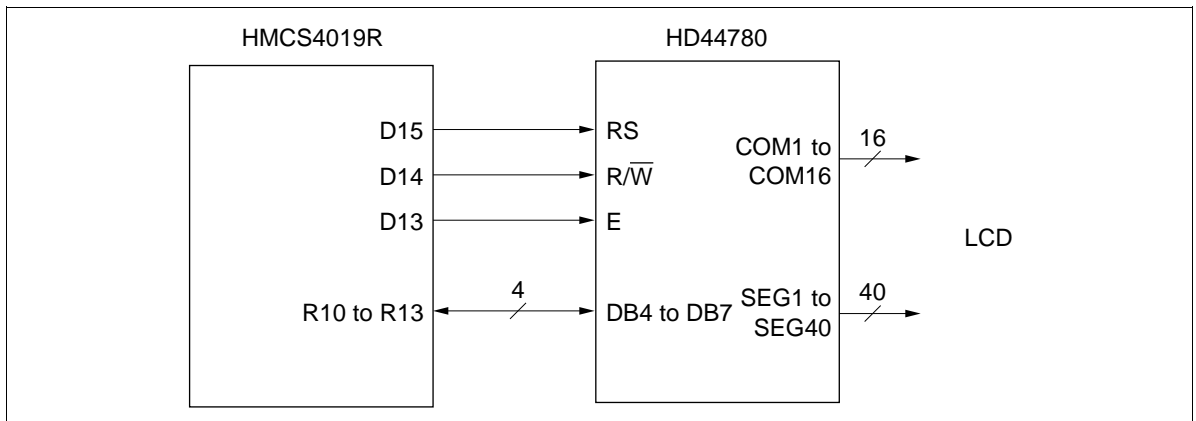 HMCS4019R
HD44780
D15
RS
D14
R/W̅
D13
E
R10 to R13
4
DB4 to DB7
COM1 to
COM16
16
SEG1 to
SEG40
40
LCD